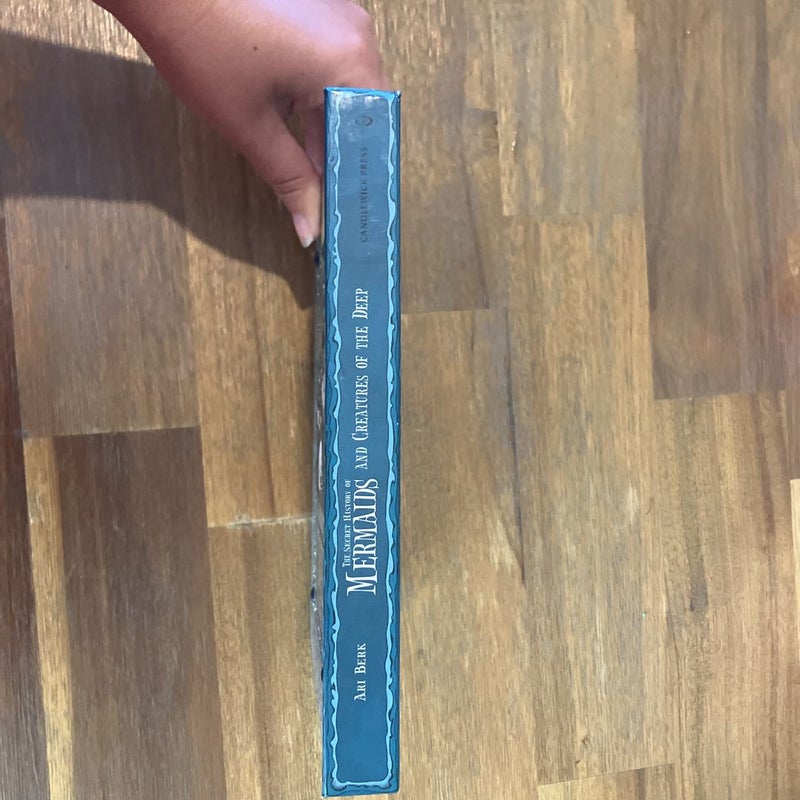 ARI BERK
THE SECRET HISTORY OF
MERMAIDS
AND CREATURES OF THE DEEP
CANDLEWICK PRESS